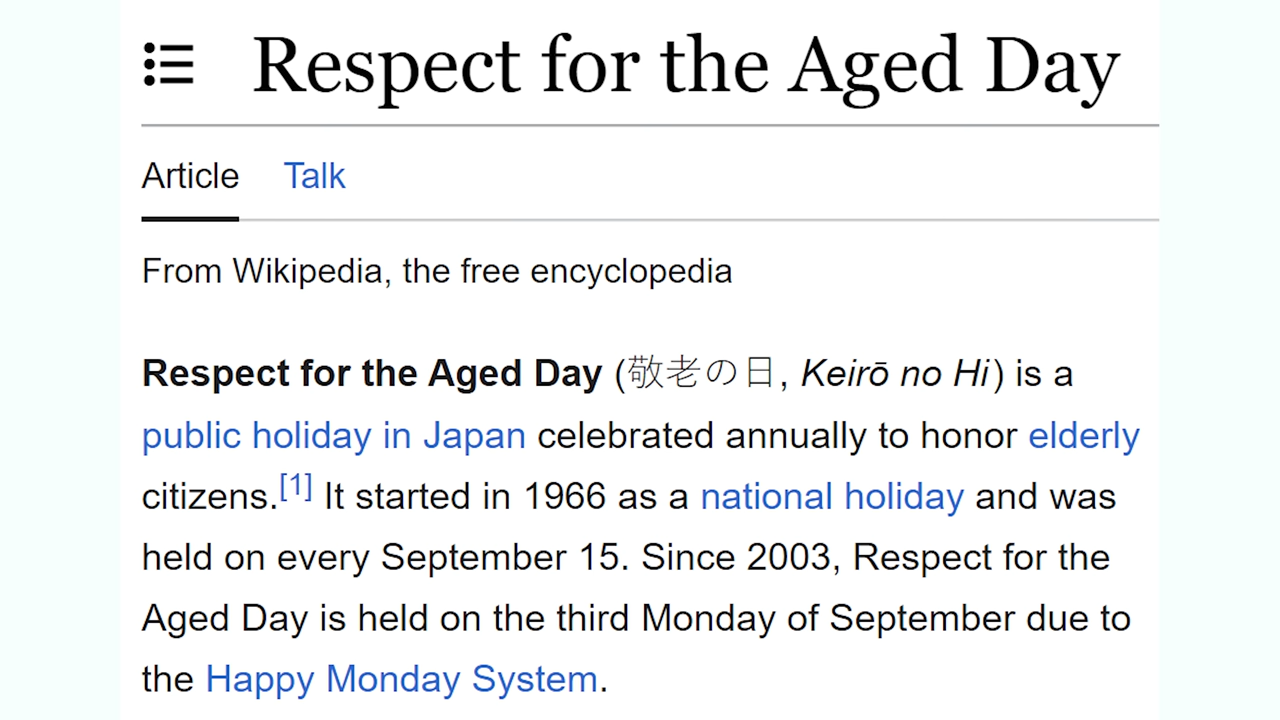 Respect for the Aged Day
Article Talk
From Wikipedia, the free encyclopedia
Respect for the Aged Day (敬老の日, Keirō no Hi) is a
public holiday in Japan celebrated annually to honor elderly
citizens.[1] It started in 1966 as a national holiday and was
held on every September 15. Since 2003, Respect for the
Aged Day is held on the third Monday of September due to
the Happy Monday System.